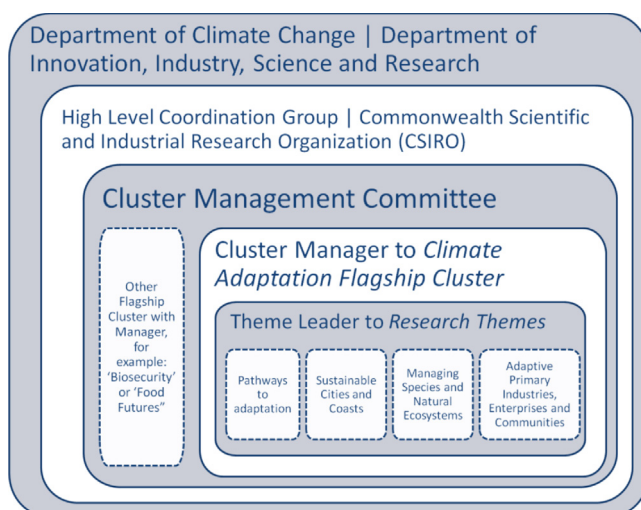 Department of Climate Change | Department of
Innovation, Industry, Science and Research
High Level Coordination Group | Commonwealth Scientific
and Industrial Research Organization (CSIRO)
Cluster Management Committee
Other
Flagship
Cluster with
Manager,
for
example:
‘Biosecurity’
or ‘Food
Futures”
Cluster Manager to Climate
Adaptation Flagship Cluster
Theme Leader to Research Themes
Pathways
to
adaptation
Sustainable
Cities and
Coasts
Managing
Species and
Natural
Ecosystems
Adaptive
Primary
Industries,
Enterprises and
Communities